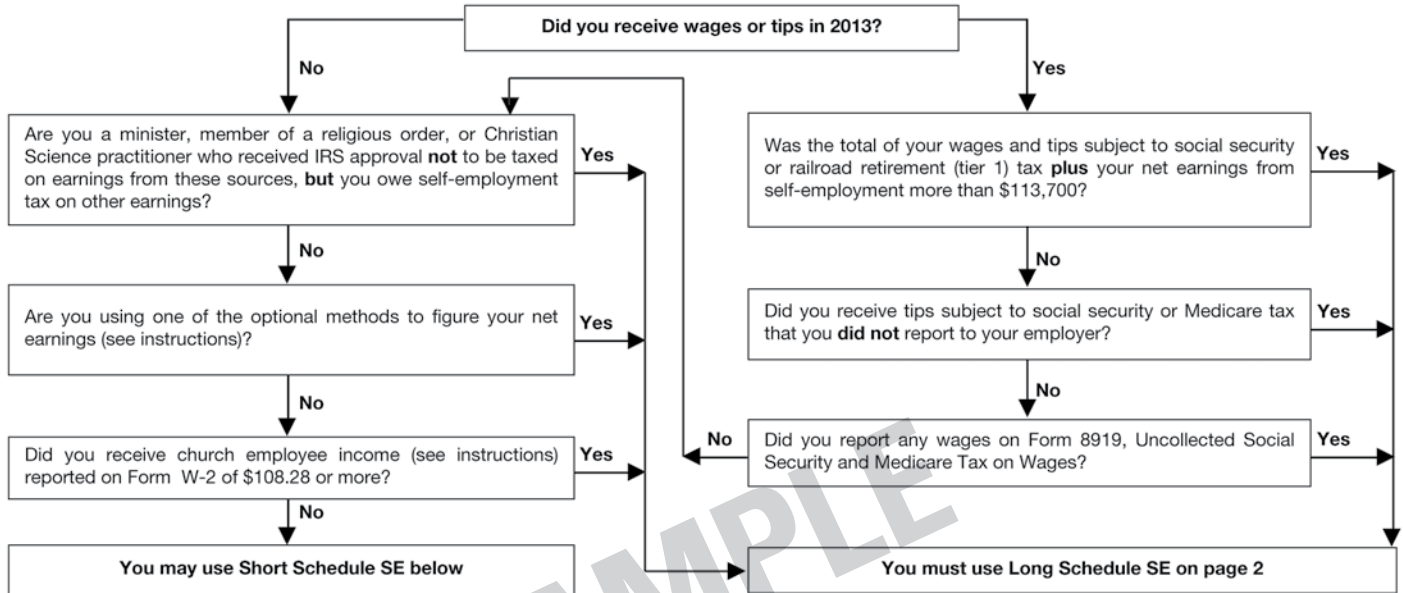 Did you receive wages or tips in 2013?
No
Yes
Are you a minister, member of a religious order, or Christian
Science practitioner who received IRS approval not to be taxed
on earnings from these sources, but you owe self-employment
tax on other earnings?
Yes
Was the total of your wages and tips subject to social security
or railroad retirement (tier 1) tax plus your net earnings from
self-employment more than $113,700?
Yes
No
No
Are you using one of the optional methods to figure your net
earnings (see instructions)?
Yes
Did you receive tips subject to social security or Medicare tax
that you did not report to your employer?
Yes
No
No
Did you receive church employee income (see instructions)
reported on Form W-2 of $108.28 or more?
Yes
No
Did you report any wages on Form 8919, Uncollected Social
Security and Medicare Tax on Wages?
Yes
No
You may use Short Schedule SE below
You must use Long Schedule SE on page 2